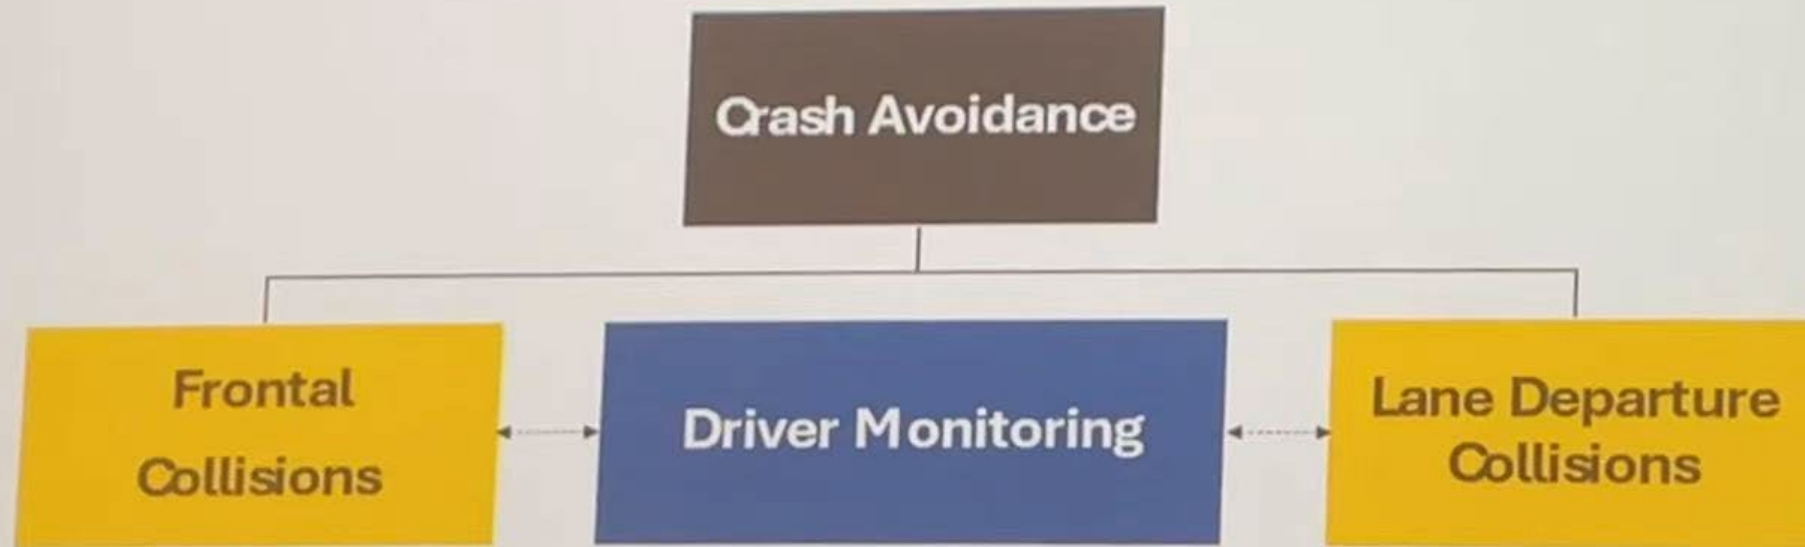 Crash Avoidance
Frontal
Collisions
Driver Monitoring
Lane Departure
Collisions